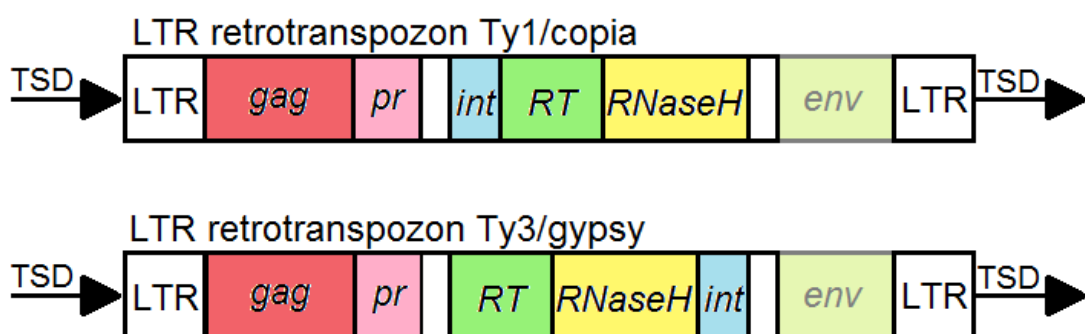 LTR retrotranspozon Ty1/copia
TSD LTR gag pr int RT RNaseH env LTR TSD
LTR retrotranspozon Ty3/gypsy
TSD LTR gag pr RT RNaseH int env LTR TSD